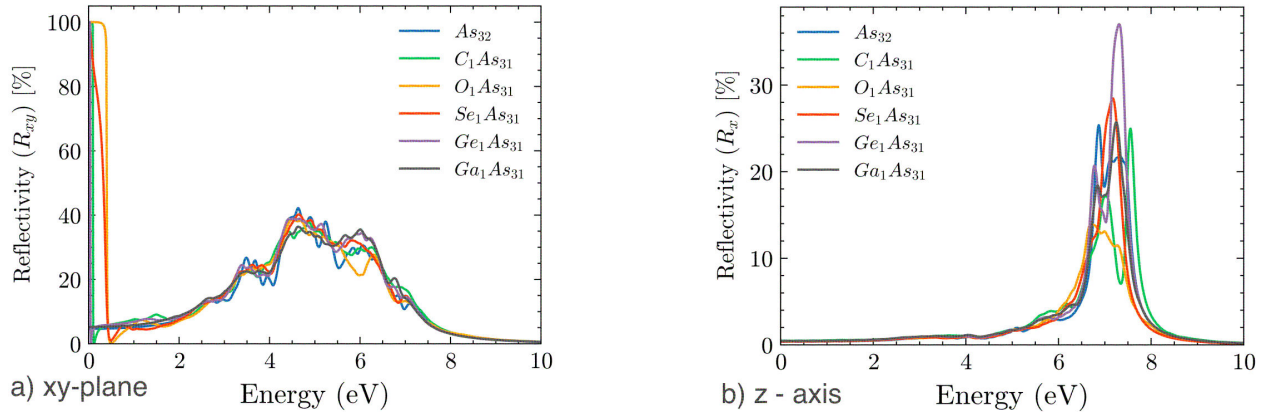 Reflectivity (R_xy) [%]
100
80
60
40
20
0
As_32
C_1As_31
O_1As_31
Se_1As_31
Ge_1As_31
Ga_1As_31
0 2 4 6 8 10
a) xy-plane
Energy (eV)
Reflectivity (R_x) [%]
30
20
10
0
As_32
C_1As_31
O_1As_31
Se_1As_31
Ge_1As_31
Ga_1As_31
0 2 4 6 8 10
b) z - axis
Energy (eV)